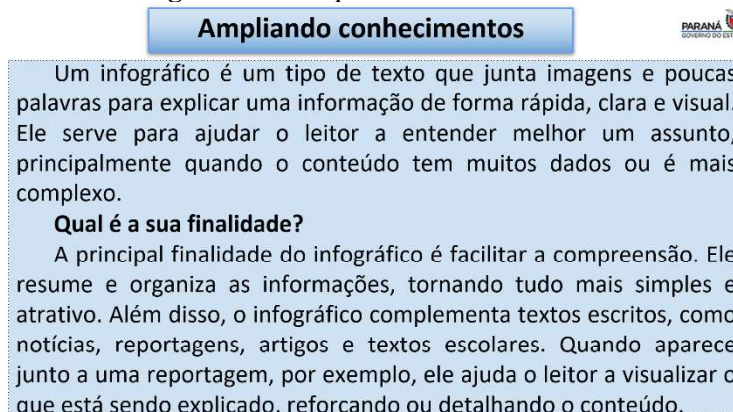 Ampliando conhecimentos
PARANÁ
GOVERNO DO EST
Um infográfico é um tipo de texto que junta imagens e poucas
palavras para explicar uma informação de forma rápida, clara e visual.
Ele serve para ajudar o leitor a entender melhor um assunto,
principalmente quando o conteúdo tem muitos dados ou é mais
complexo.
Qual é a sua finalidade?
A principal finalidade do infográfico é facilitar a compreensão. Ele
resume e organiza as informações, tornando tudo mais simples e
atrativo. Além disso, o infográfico complementa textos escritos, como
notícias, reportagens, artigos e textos escolares. Quando aparece
junto a uma reportagem, por exemplo, ele ajuda o leitor a visualizar o
que está sendo explicado, reforçando ou detalhando o conteúdo.